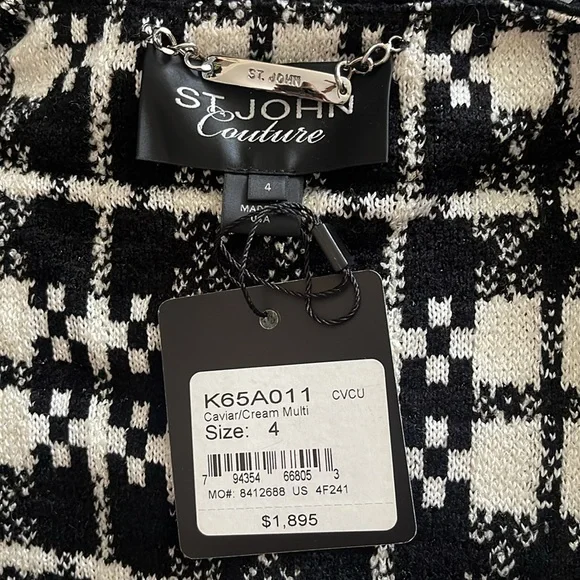 ST. JOHN
ST. JOHN
Couture
4
MADE
USA
K65A011 CVCU
Caviar/Cream Multi
Size: 4
7 94354 66805 3
MO#: 8412688 US 4F241
$1,895